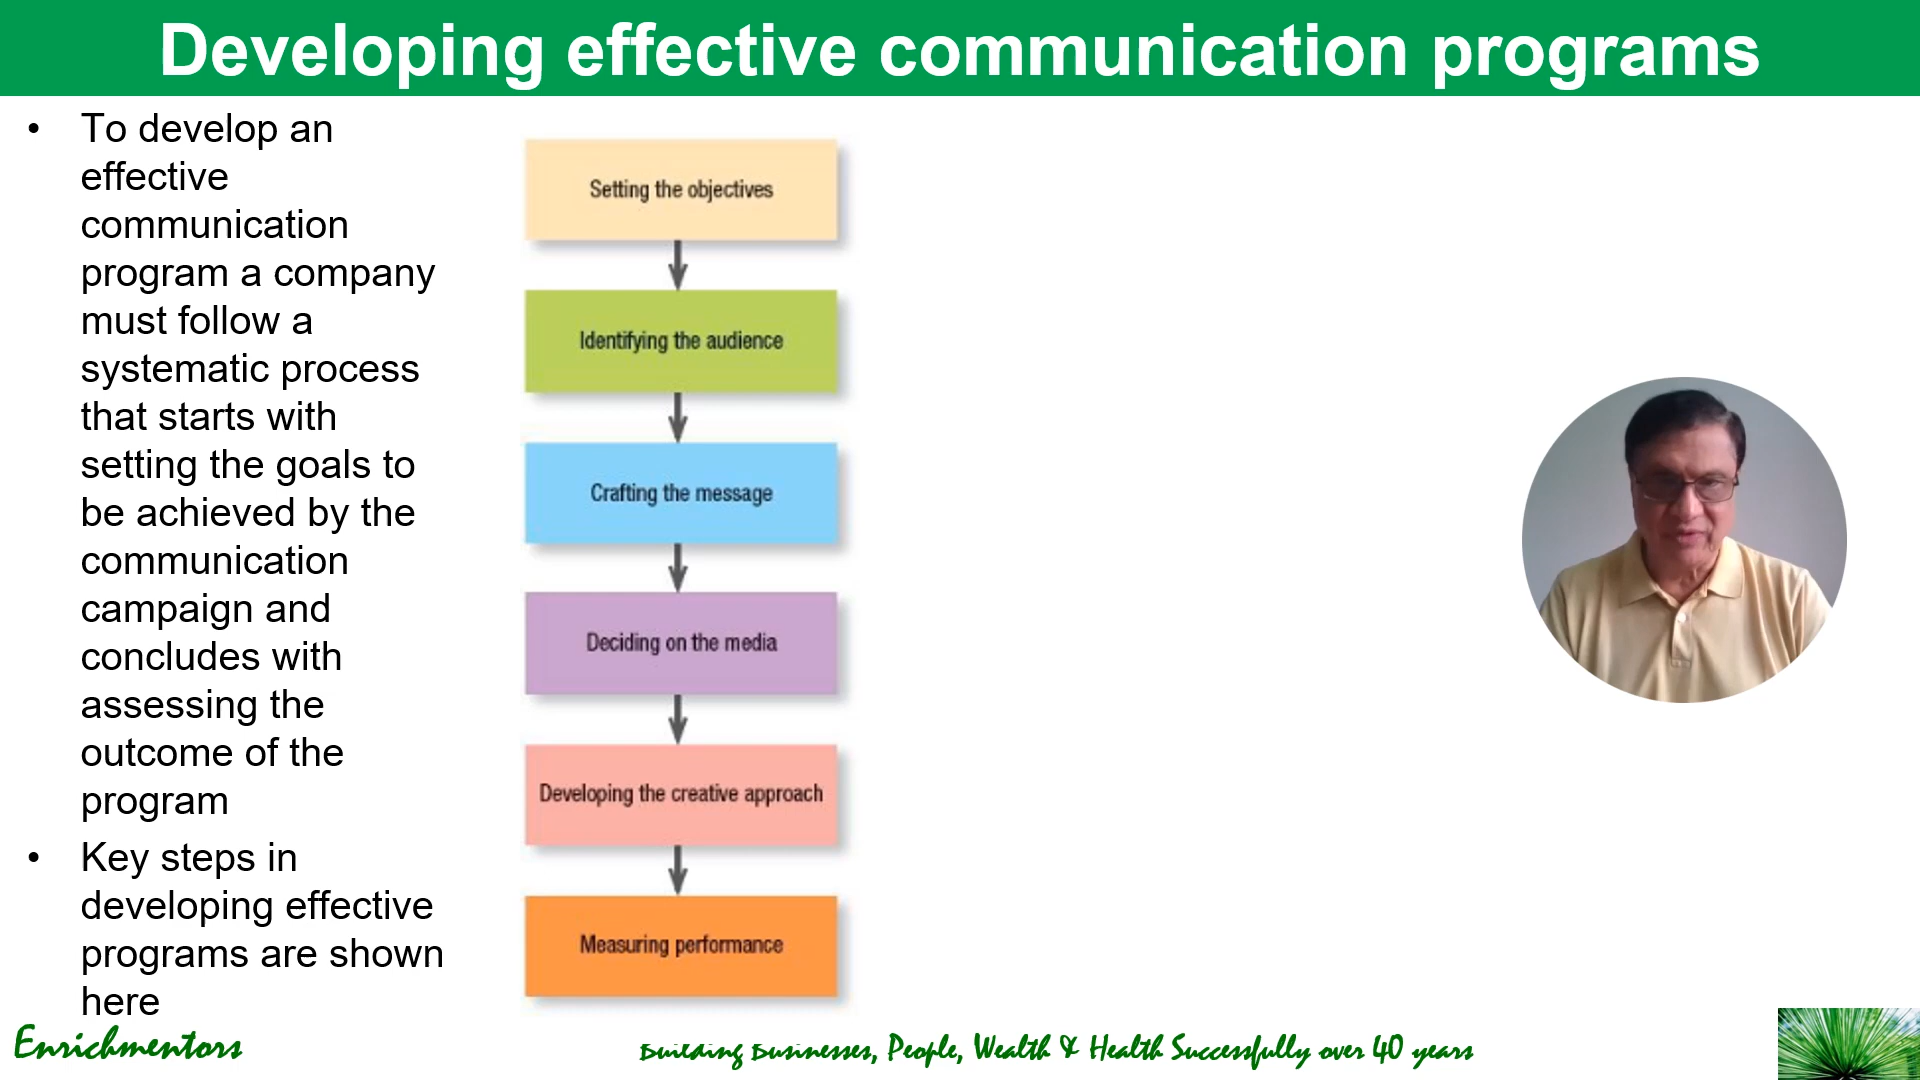 Developing effective communication programs
• To develop an
effective
communication
program a company
must follow a
systematic process
that starts with
setting the goals to
be achieved by the
communication
campaign and
concludes with
assessing the
outcome of the
program
• Key steps in
developing effective
programs are shown
here
Setting the objectives
Identifying the audience
Crafting the message
Deciding on the media
Developing the creative approach
Measuring performance
Enrichmentors
Building Businesses, People, Wealth & Health Successfully over 40 years